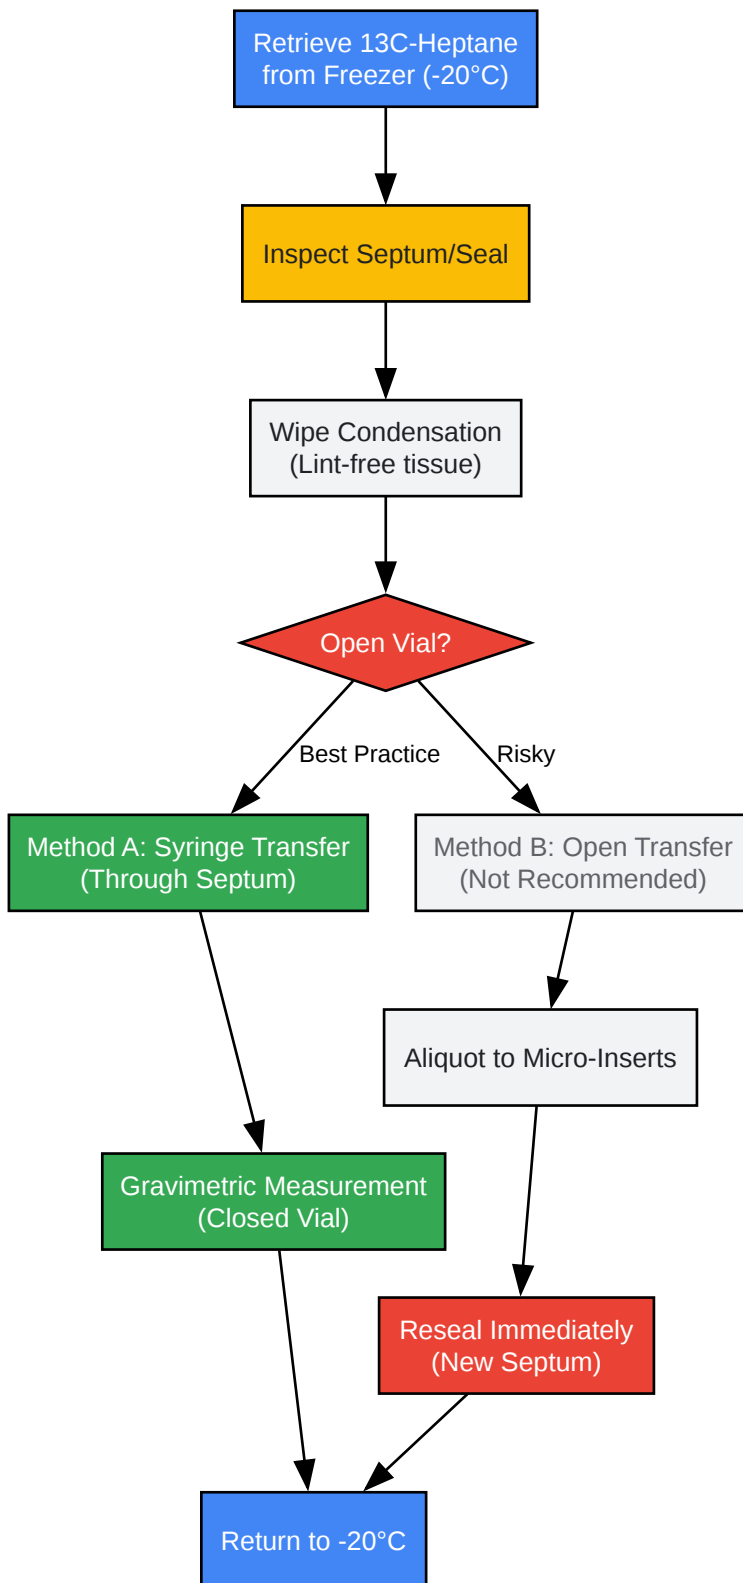 Retrieve 13C-Heptane
from Freezer (-20°C)
Inspect Septum/Seal
Wipe Condensation
(Lint-free tissue)
Open Vial?
Best Practice
Risky
Method A: Syringe Transfer
(Through Septum)
Method B: Open Transfer
(Not Recommended)
Aliquot to Micro-Inserts
Gravimetric Measurement
(Closed Vial)
Reseal Immediately
(New Septum)
Return to -20°C